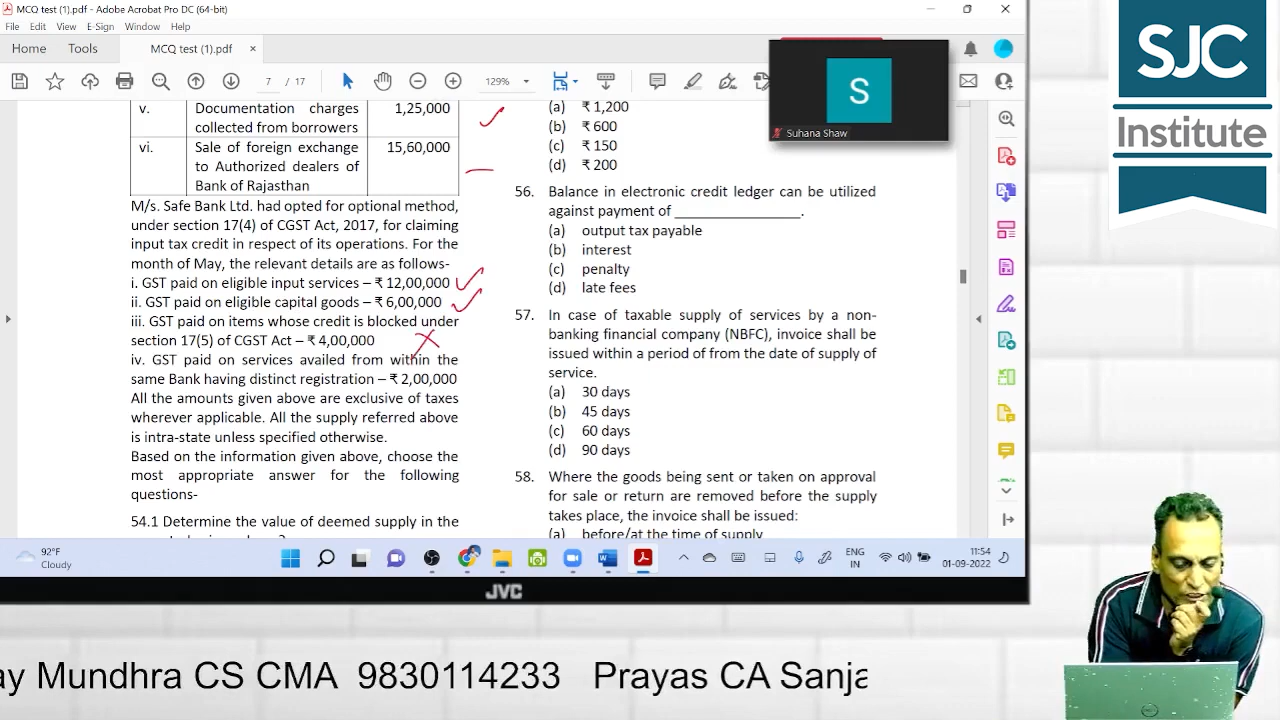 MCQ test (1).pdf - Adobe Acrobat Pro DC (64-bit)
File Edit View E-Sign Window Help
Home Tools MCQ test (1).pdf ×
7 / 17 129%
v. Documentation charges 1,25,000
collected from borrowers
vi. Sale of foreign exchange 15,60,000
to Authorized dealers of
Bank of Rajasthan
M/s. Safe Bank Ltd. had opted for optional method,
under section 17(4) of CGST Act, 2017, for claiming
input tax credit in respect of its operations. For the
month of May, the relevant details are as follows-
i. GST paid on eligible input services – ₹ 12,00,000
ii. GST paid on eligible capital goods – ₹ 6,00,000
iii. GST paid on items whose credit is blocked under
section 17(5) of CGST Act – ₹ 4,00,000
iv. GST paid on services availed from within the
same Bank having distinct registration – ₹ 2,00,000
All the amounts given above are exclusive of taxes
wherever applicable. All the supply referred above
is intra-state unless specified otherwise.
Based on the information given above, choose the
most appropriate answer for the following
questions-
54.1 Determine the value of deemed supply in the
(a) ₹ 1,200
(b) ₹ 600
(c) ₹ 150
(d) ₹ 200
56. Balance in electronic credit ledger can be utilized
against payment of ________________.
(a) output tax payable
(b) interest
(c) penalty
(d) late fees
57. In case of taxable supply of services by a non-
banking financial company (NBFC), invoice shall be
issued within a period of from the date of supply of
service.
(a) 30 days
(b) 45 days
(c) 60 days
(d) 90 days
58. Where the goods being sent or taken on approval
for sale or return are removed before the supply
takes place, the invoice shall be issued:
(a) before/at the time of supply
S
Suhana Shaw
SJC
Institute
92°F
Cloudy
ENG
IN
11:54
01-09-2022
JVC
ay Mundhra CS CMA 9830114233 Prayas CA Sanja